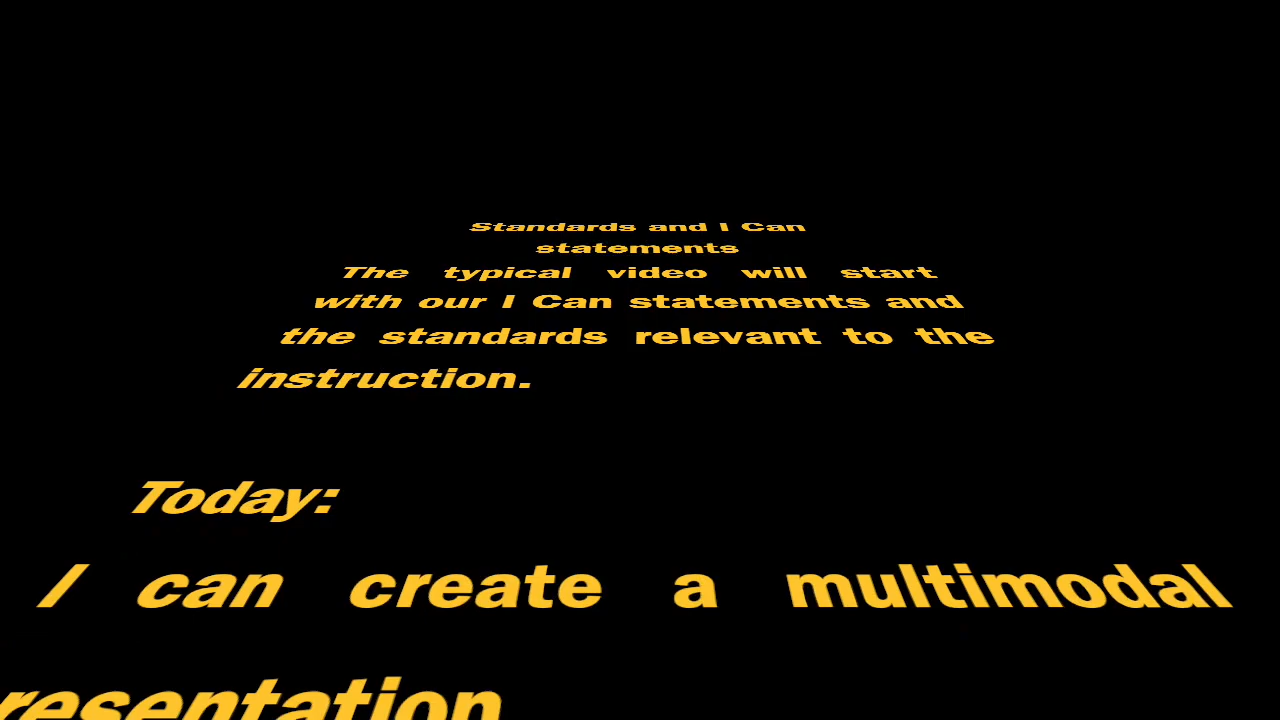 Standards and I Can
statements
The typical video will start
with our I Can statements and
the standards relevant to the
instruction.
Today:
I can create a multimodal
resentation